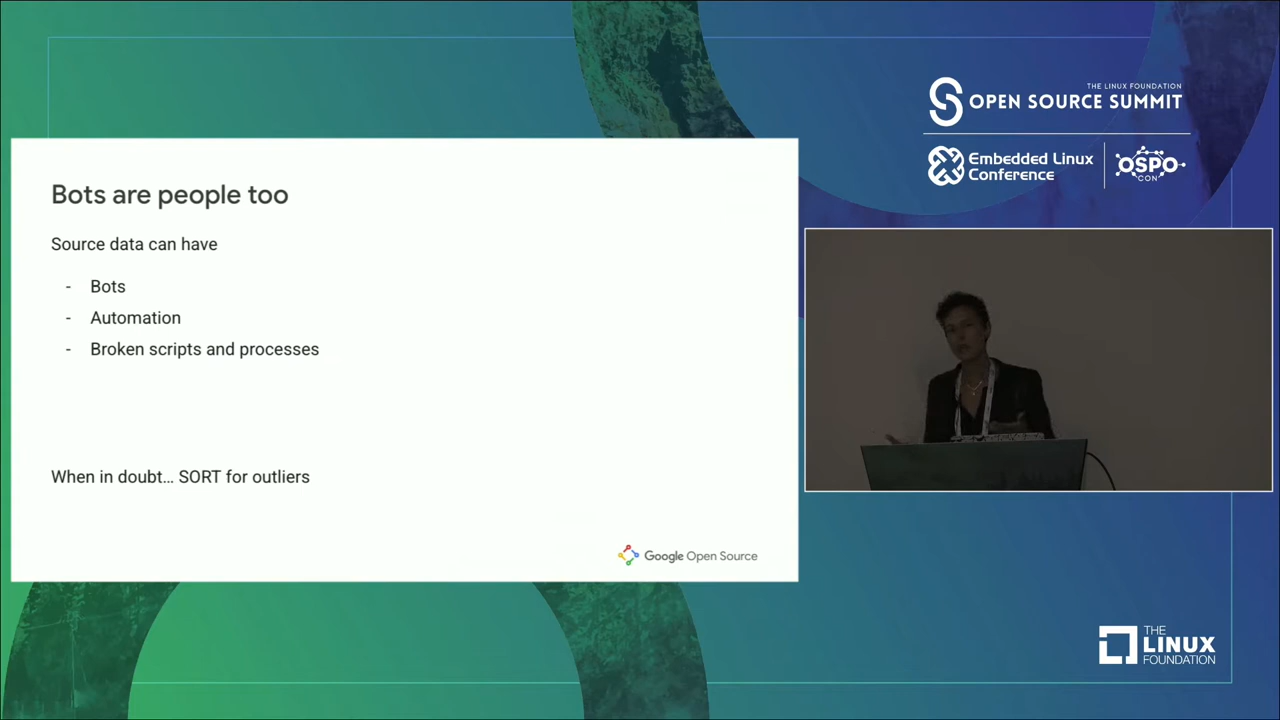 Bots are people too
Source data can have
- Bots
- Automation
- Broken scripts and processes
When in doubt... SORT for outliers
Google Open Source
THE LINUX FOUNDATION
OPEN SOURCE SUMMIT
Embedded Linux
Conference
OSPO
CON
THE
LINUX
FOUNDATION